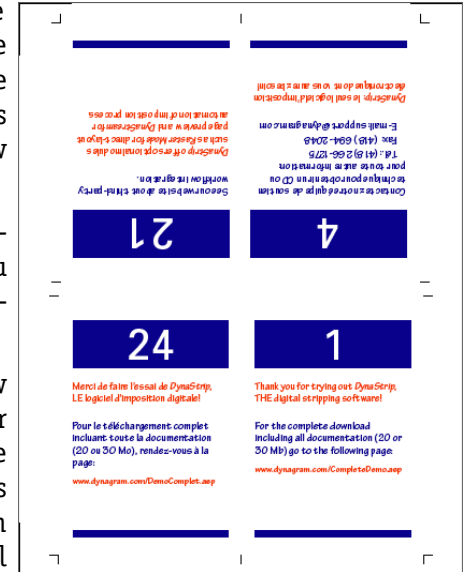 21
See our website about third-party
workflow integration.
DynaStrip offers optional modules
such as RasterMade for direct-layout
page preview and DynaStream for
automation of imposition process
4
Contactez notre équipe de soutien
technique pour obtenir un CD ou
pour toute autre information
Tél.: (418) 266-1275
Fax: (418) 694-2048
E-mail: support@dynagram.com
DynaStrip, le seul logiciel d'imposition
électronique dont vous aurez besoin!
24
Merci de faire l'essai de DynaStrip,
LE logiciel d'imposition digitale!
Pour le téléchargement complet
incluant toute la documentation
(20 ou 30 Mo), rendez-vous à la
page:
www.dynagram.com/DemoComplet.asp
1
Thank you for trying out DynaStrip,
THE digital stripping software!
For the complete download
including all documentation (20 or
30 Mb) go to the following page:
www.dynagram.com/CompleteDemo.asp